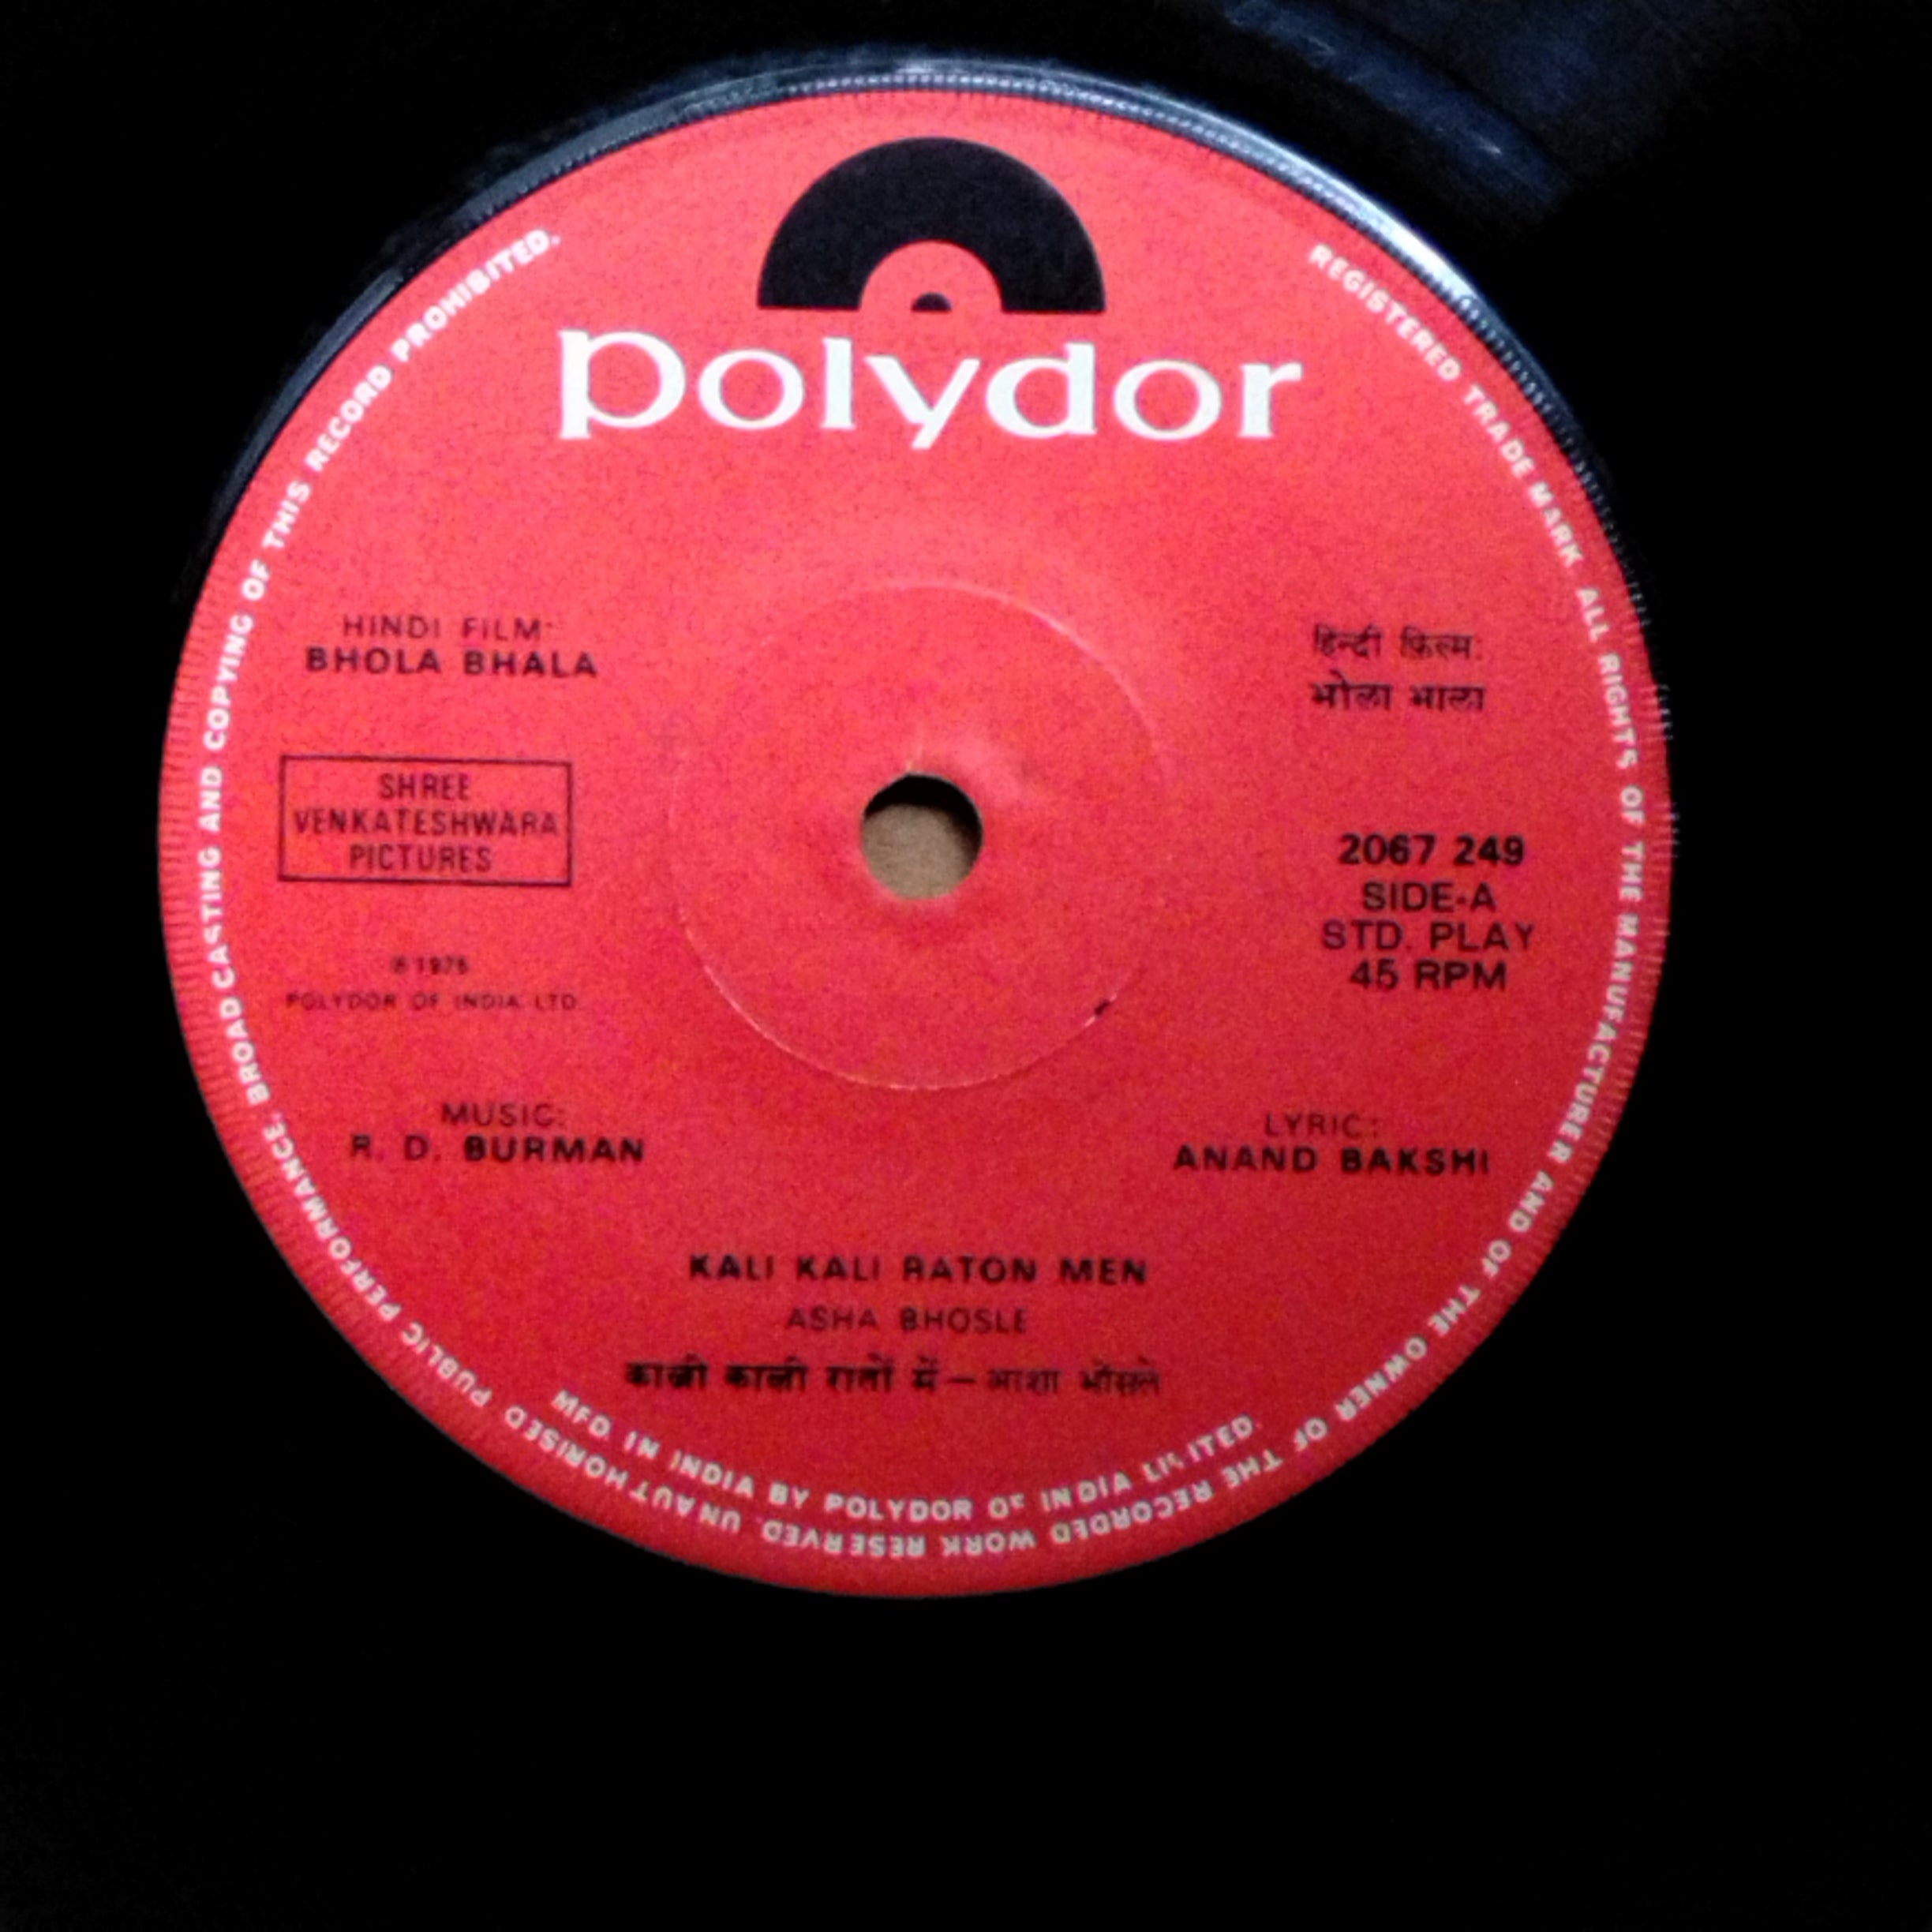 polydor
HINDI FILM:
BHOLA BHALA
हिन्दी फ़िल्म:
भोला भाला
SHREE
VENKATESHWARA
PICTURES
2067 249
SIDE-A
STD. PLAY
45 RPM
POLYDOR OF INDIA LTD
MUSIC:
R. D. BURMAN
LYRIC:
ANAND BAKSHI
KALI KALI RATON MEN
ASHA BHOSLE
काली काली रातों में — आशा भोंसले
MFD. IN INDIA BY POLYDOR OF INDIA LIMITED.
REGISTERED TRADE MARK. ALL RIGHTS OF THE MANUFACTURER AND OF THE OWNER OF THE RECORDED WORK RESERVED. UNAUTHORISED PUBLIC PERFORMANCE, BROADCASTING AND COPYING OF THIS RECORD PROHIBITED.